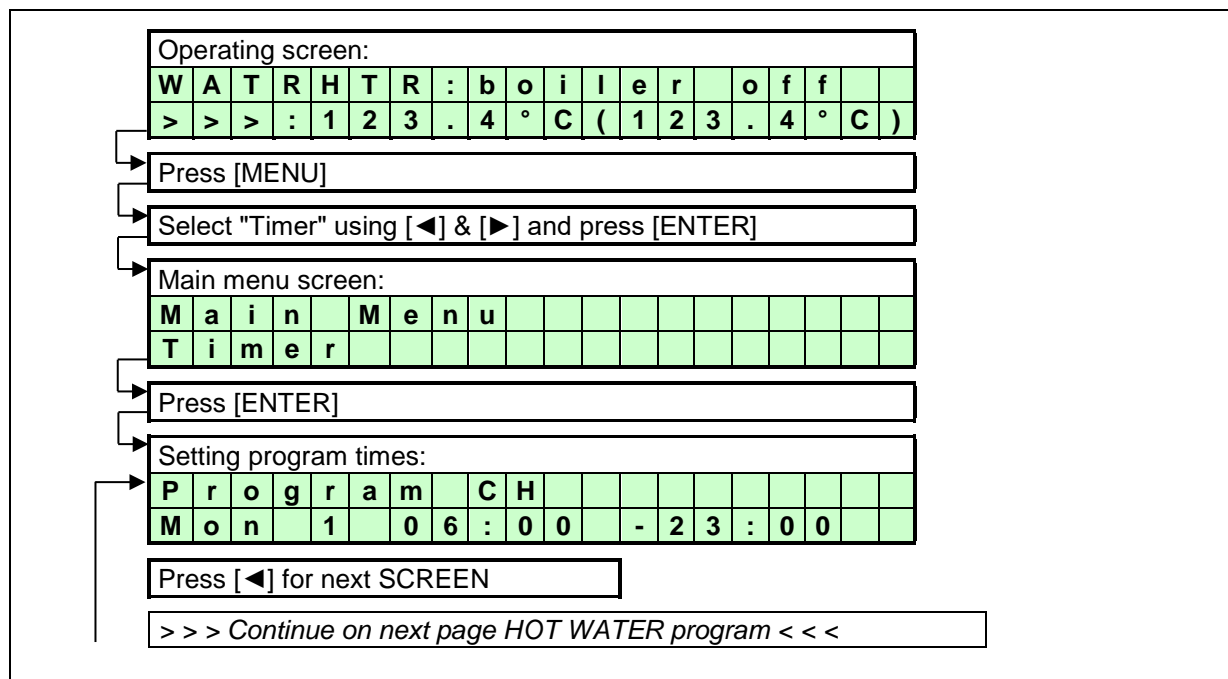 Operating screen:
WATRHTR:boiler off
>>>:123.4°C(123.4°C)
Press [MENU]
Select "Timer" using [◄] & [►] and press [ENTER]
Main menu screen:
Main Menu
Timer
Press [ENTER]
Setting program times:
Program CH
Mon 1 06:00 -23:00
Press [◄] for next SCREEN
> > > Continue on next page HOT WATER program < < <